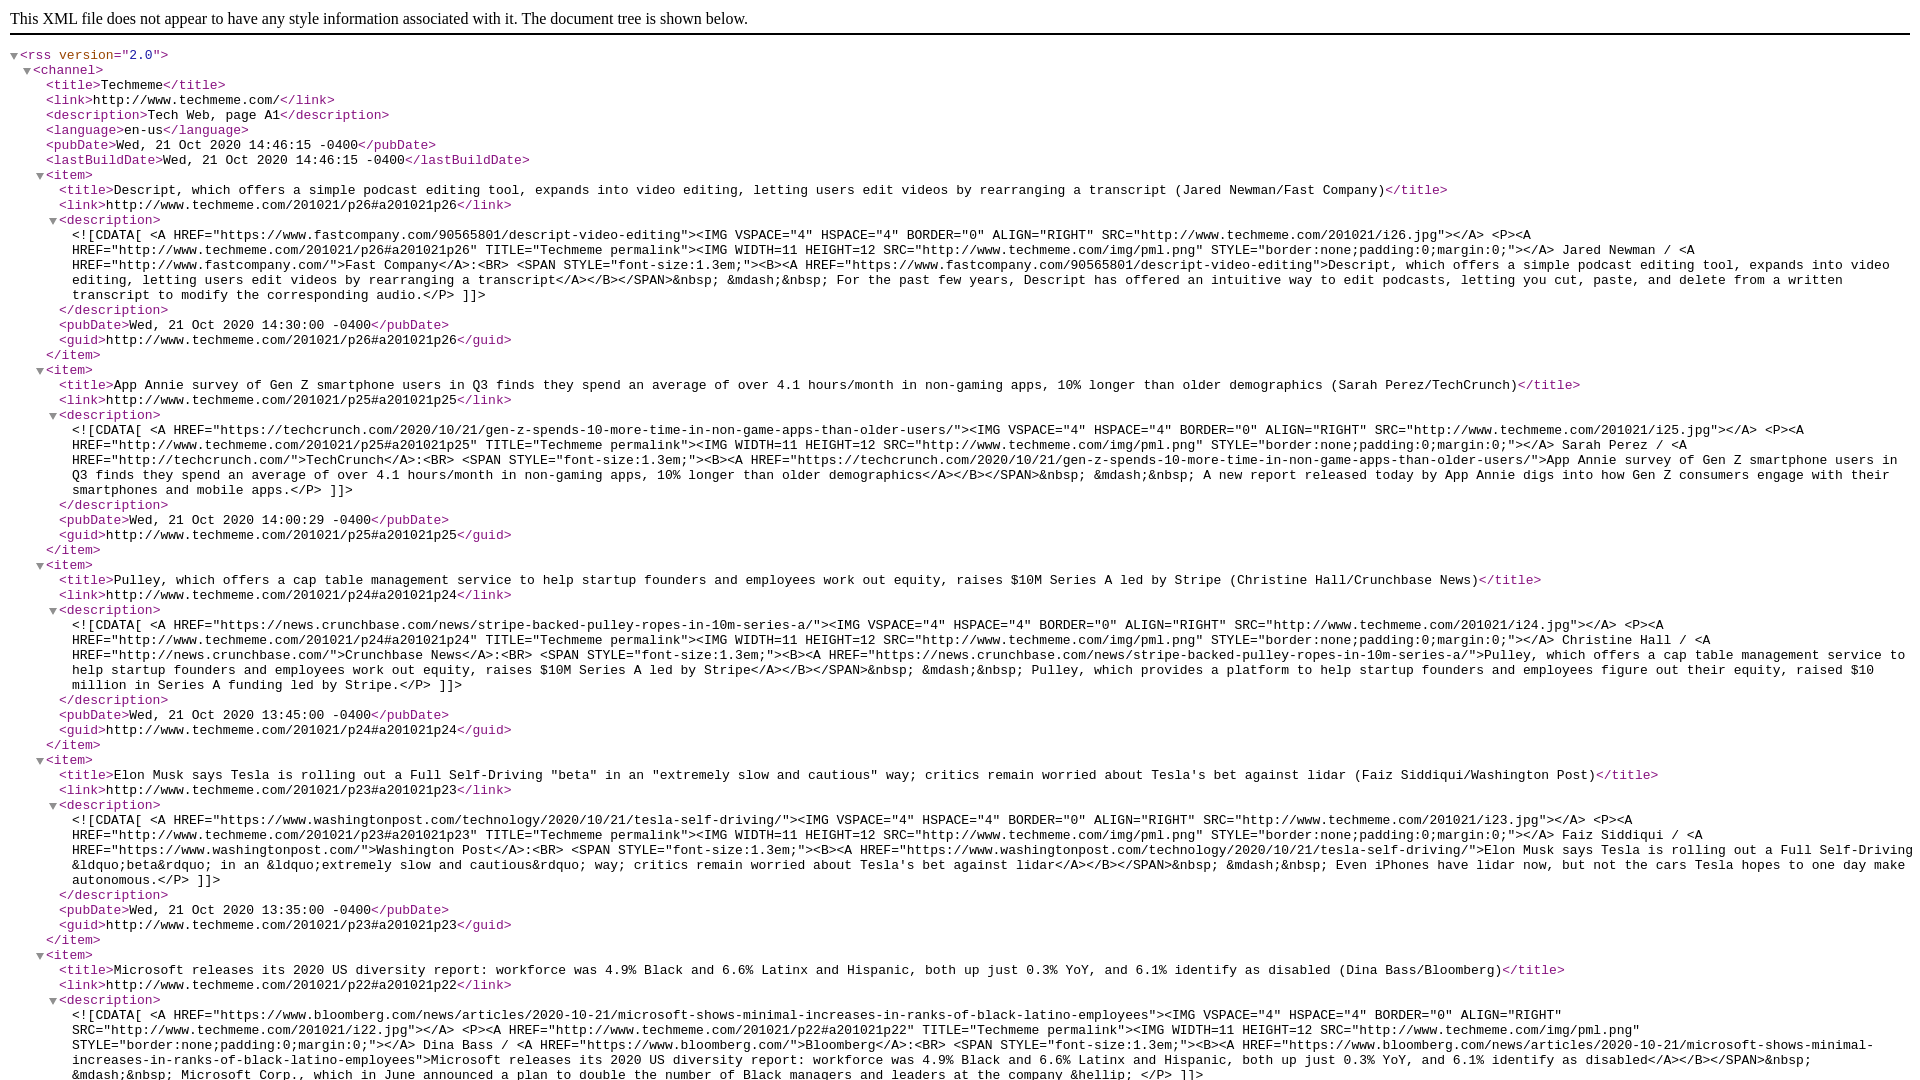 This XML file does not appear to have any style information associated with it. The document tree is shown below.
<rss version="2.0">
<channel>
<title>Techmeme</title>
<link>http://www.techmeme.com/</link>
<description>Tech Web, page A1</description>
<language>en-us</language>
<pubDate>Wed, 21 Oct 2020 14:46:15 -0400</pubDate>
<lastBuildDate>Wed, 21 Oct 2020 14:46:15 -0400</lastBuildDate>
<item>
<title>Descript, which offers a simple podcast editing tool, expands into video editing, letting users edit videos by rearranging a transcript (Jared Newman/Fast Company)</title>
<link>http://www.techmeme.com/201021/p26#a201021p26</link>
<description>
<![CDATA[ <A HREF="https://www.fastcompany.com/90565801/descript-video-editing"><IMG VSPACE="4" HSPACE="4" BORDER="0" ALIGN="RIGHT" SRC="http://www.techmeme.com/201021/i26.jpg"></A> <P><A
HREF="http://www.techmeme.com/201021/p26#a201021p26" TITLE="Techmeme permalink"><IMG WIDTH=11 HEIGHT=12 SRC="http://www.techmeme.com/img/pml.png" STYLE="border:none;padding:0;margin:0;"></A> Jared Newman / <A
HREF="http://www.fastcompany.com/">Fast Company</A>:<BR> <SPAN STYLE="font-size:1.3em;"><B><A HREF="https://www.fastcompany.com/90565801/descript-video-editing">Descript, which offers a simple podcast editing tool, expands into video
editing, letting users edit videos by rearranging a transcript</A></B></SPAN>&nbsp; &mdash;&nbsp; For the past few years, Descript has offered an intuitive way to edit podcasts, letting you cut, paste, and delete from a written
transcript to modify the corresponding audio.</P> ]]>
</description>
<pubDate>Wed, 21 Oct 2020 14:30:00 -0400</pubDate>
<guid>http://www.techmeme.com/201021/p26#a201021p26</guid>
</item>
<item>
<title>App Annie survey of Gen Z smartphone users in Q3 finds they spend an average of over 4.1 hours/month in non-gaming apps, 10% longer than older demographics (Sarah Perez/TechCrunch)</title>
<link>http://www.techmeme.com/201021/p25#a201021p25</link>
<description>
<![CDATA[ <A HREF="https://techcrunch.com/2020/10/21/gen-z-spends-10-more-time-in-non-game-apps-than-older-users/"><IMG VSPACE="4" HSPACE="4" BORDER="0" ALIGN="RIGHT" SRC="http://www.techmeme.com/201021/i25.jpg"></A> <P><A
HREF="http://www.techmeme.com/201021/p25#a201021p25" TITLE="Techmeme permalink"><IMG WIDTH=11 HEIGHT=12 SRC="http://www.techmeme.com/img/pml.png" STYLE="border:none;padding:0;margin:0;"></A> Sarah Perez / <A
HREF="http://techcrunch.com/">TechCrunch</A>:<BR> <SPAN STYLE="font-size:1.3em;"><B><A HREF="https://techcrunch.com/2020/10/21/gen-z-spends-10-more-time-in-non-game-apps-than-older-users/">App Annie survey of Gen Z smartphone users in
Q3 finds they spend an average of over 4.1 hours/month in non-gaming apps, 10% longer than older demographics</A></B></SPAN>&nbsp; &mdash;&nbsp; A new report released today by App Annie digs into how Gen Z consumers engage with their
smartphones and mobile apps.</P> ]]>
</description>
<pubDate>Wed, 21 Oct 2020 14:00:29 -0400</pubDate>
<guid>http://www.techmeme.com/201021/p25#a201021p25</guid>
</item>
<item>
<title>Pulley, which offers a cap table management service to help startup founders and employees work out equity, raises $10M Series A led by Stripe (Christine Hall/Crunchbase News)</title>
<link>http://www.techmeme.com/201021/p24#a201021p24</link>
<description>
<![CDATA[ <A HREF="https://news.crunchbase.com/news/stripe-backed-pulley-ropes-in-10m-series-a/"><IMG VSPACE="4" HSPACE="4" BORDER="0" ALIGN="RIGHT" SRC="http://www.techmeme.com/201021/i24.jpg"></A> <P><A
HREF="http://www.techmeme.com/201021/p24#a201021p24" TITLE="Techmeme permalink"><IMG WIDTH=11 HEIGHT=12 SRC="http://www.techmeme.com/img/pml.png" STYLE="border:none;padding:0;margin:0;"></A> Christine Hall / <A
HREF="http://news.crunchbase.com/">Crunchbase News</A>:<BR> <SPAN STYLE="font-size:1.3em;"><B><A HREF="https://news.crunchbase.com/news/stripe-backed-pulley-ropes-in-10m-series-a/">Pulley, which offers a cap table management service to
help startup founders and employees work out equity, raises $10M Series A led by Stripe</A></B></SPAN>&nbsp; &mdash;&nbsp; Pulley, which provides a platform to help startup founders and employees figure out their equity, raised $10
million in Series A funding led by Stripe.</P> ]]>
</description>
<pubDate>Wed, 21 Oct 2020 13:45:00 -0400</pubDate>
<guid>http://www.techmeme.com/201021/p24#a201021p24</guid>
</item>
<item>
<title>Elon Musk says Tesla is rolling out a Full Self-Driving "beta" in an "extremely slow and cautious" way; critics remain worried about Tesla's bet against lidar (Faiz Siddiqui/Washington Post)</title>
<link>http://www.techmeme.com/201021/p23#a201021p23</link>
<description>
<![CDATA[ <A HREF="https://www.washingtonpost.com/technology/2020/10/21/tesla-self-driving/"><IMG VSPACE="4" HSPACE="4" BORDER="0" ALIGN="RIGHT" SRC="http://www.techmeme.com/201021/i23.jpg"></A> <P><A
HREF="http://www.techmeme.com/201021/p23#a201021p23" TITLE="Techmeme permalink"><IMG WIDTH=11 HEIGHT=12 SRC="http://www.techmeme.com/img/pml.png" STYLE="border:none;padding:0;margin:0;"></A> Faiz Siddiqui / <A
HREF="https://www.washingtonpost.com/">Washington Post</A>:<BR> <SPAN STYLE="font-size:1.3em;"><B><A HREF="https://www.washingtonpost.com/technology/2020/10/21/tesla-self-driving/">Elon Musk says Tesla is rolling out a Full Self-Driving
&ldquo;beta&rdquo; in an &ldquo;extremely slow and cautious&rdquo; way; critics remain worried about Tesla's bet against lidar</A></B></SPAN>&nbsp; &mdash;&nbsp; Even iPhones have lidar now, but not the cars Tesla hopes to one day make
autonomous.</P> ]]>
</description>
<pubDate>Wed, 21 Oct 2020 13:35:00 -0400</pubDate>
<guid>http://www.techmeme.com/201021/p23#a201021p23</guid>
</item>
<item>
<title>Microsoft releases its 2020 US diversity report: workforce was 4.9% Black and 6.6% Latinx and Hispanic, both up just 0.3% YoY, and 6.1% identify as disabled (Dina Bass/Bloomberg)</title>
<link>http://www.techmeme.com/201021/p22#a201021p22</link>
<description>
<![CDATA[ <A HREF="https://www.bloomberg.com/news/articles/2020-10-21/microsoft-shows-minimal-increases-in-ranks-of-black-latino-employees"><IMG VSPACE="4" HSPACE="4" BORDER="0" ALIGN="RIGHT"
SRC="http://www.techmeme.com/201021/i22.jpg"></A> <P><A HREF="http://www.techmeme.com/201021/p22#a201021p22" TITLE="Techmeme permalink"><IMG WIDTH=11 HEIGHT=12 SRC="http://www.techmeme.com/img/pml.png"
STYLE="border:none;padding:0;margin:0;"></A> Dina Bass / <A HREF="https://www.bloomberg.com/">Bloomberg</A>:<BR> <SPAN STYLE="font-size:1.3em;"><B><A HREF="https://www.bloomberg.com/news/articles/2020-10-21/microsoft-shows-minimal-
increases-in-ranks-of-black-latino-employees">Microsoft releases its 2020 US diversity report: workforce was 4.9% Black and 6.6% Latinx and Hispanic, both up just 0.3% YoY, and 6.1% identify as disabled</A></B></SPAN>&nbsp;
&mdash;&nbsp; Microsoft Corp., which in June announced a plan to double the number of Black managers and leaders at the company &hellip; </P> ]]>